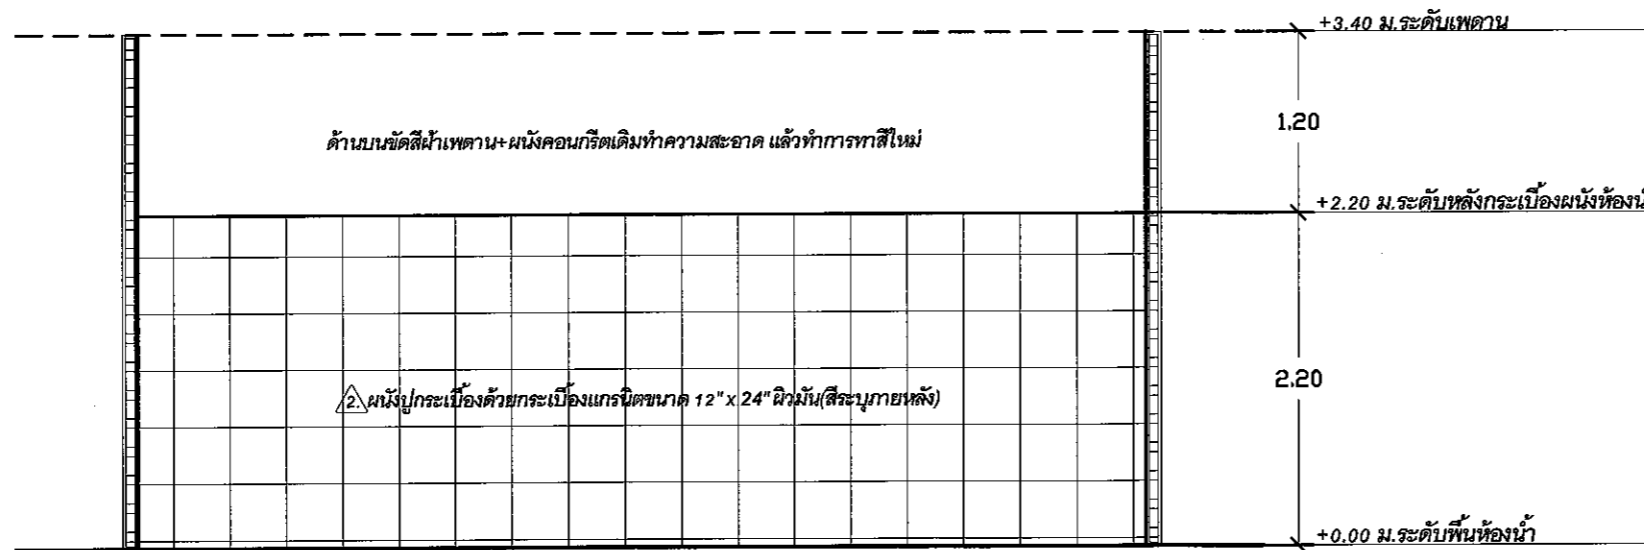 +3.40 ม.ระดับเพดาน
1.20
ด้านบนขัดสีฝ้าเพดาน+ผนังคอนกรีตเดิมทำความสะอาด แล้วทำการทาสีใหม่
+2.20 ม.ระดับหลังกระเบื้องผนังห้องน้
2.20
2. ผนังปูกระเบื้องด้วยกระเบื้องแกรนิตขนาด 12" x 24" ผิวมัน(สีระบุภายหลัง)
+0.00 ม.ระดับพื้นห้องน้ำ